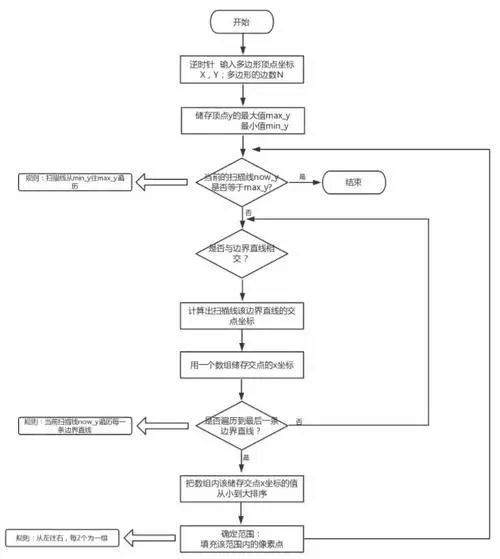 开始
逆时针 输入多边形顶点坐标
X，Y；多边形的边数N
储存顶点y的最大值max_y
最小值min_y
规则：扫描线从min_y往max_y遍
历
当前的扫描线now_y
是否等于max_y?
是
结束
否
是否与边界直线相
交？
计算出扫描线该边界直线的交
点坐标
用一个数组储存交点的x坐标
规则：当前扫描线now_y遍历每一
条边界直线
是否遍历到最后一条
边界直线？
否
是
把数组内该储存交点x坐标的值
从小到大排序
规则：从左往右，每2个为一组
确定范围：
填充该范围内的像素点